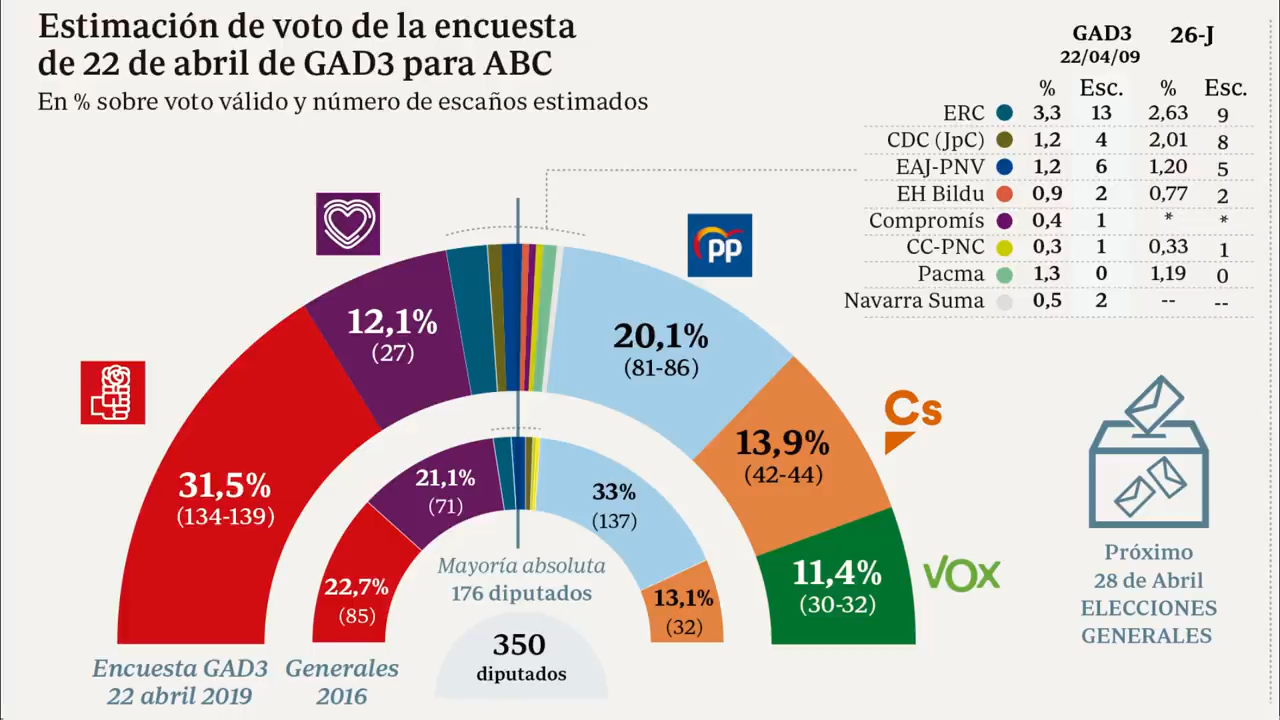 Estimación de voto de la encuesta
de 22 de abril de GAD3 para ABC
En % sobre voto válido y número de escaños estimados
GAD3 26-J
22/04/09
% Esc. % Esc.
ERC 3,3 13 2,63 9
CDC (JpC) 1,2 4 2,01 8
EAJ-PNV 1,2 6 1,20 5
EH Bildu 0,9 2 0,77 2
Compromís 0,4 1 * *
CC-PNC 0,3 1 0,33 1
Pacma 1,3 0 1,19 0
Navarra Suma 0,5 2 -- --
pp
12,1%
(27)
20,1%
(81-86)
Cs
13,9%
(42-44)
31,5%
(134-139)
21,1%
(71)
33%
(137)
VOX
11,4%
(30-32)
22,7%
(85)
13,1%
(32)
Mayoría absoluta
176 diputados
350
diputados
Encuesta GAD3
22 abril 2019
Generales
2016
Próximo
28 de Abril
ELECCIONES
GENERALES